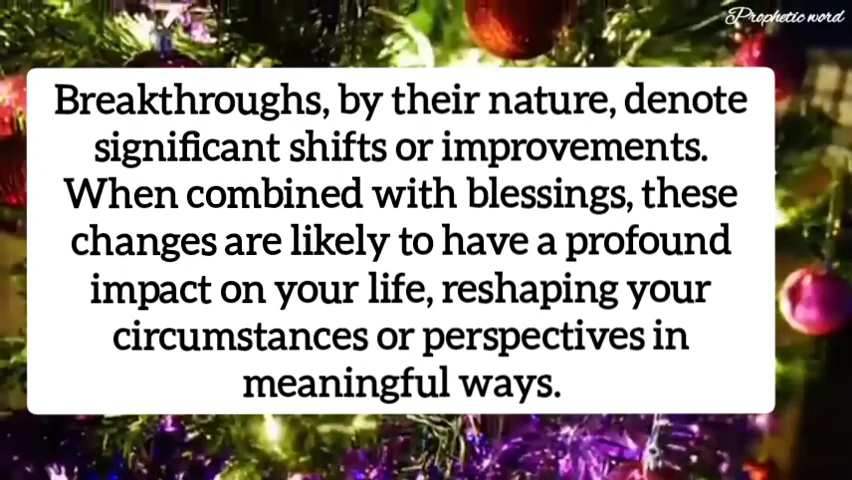 Prophetic word
Breakthroughs, by their nature, denote
significant shifts or improvements.
When combined with blessings, these
changes are likely to have a profound
impact on your life, reshaping your
circumstances or perspectives in
meaningful ways.